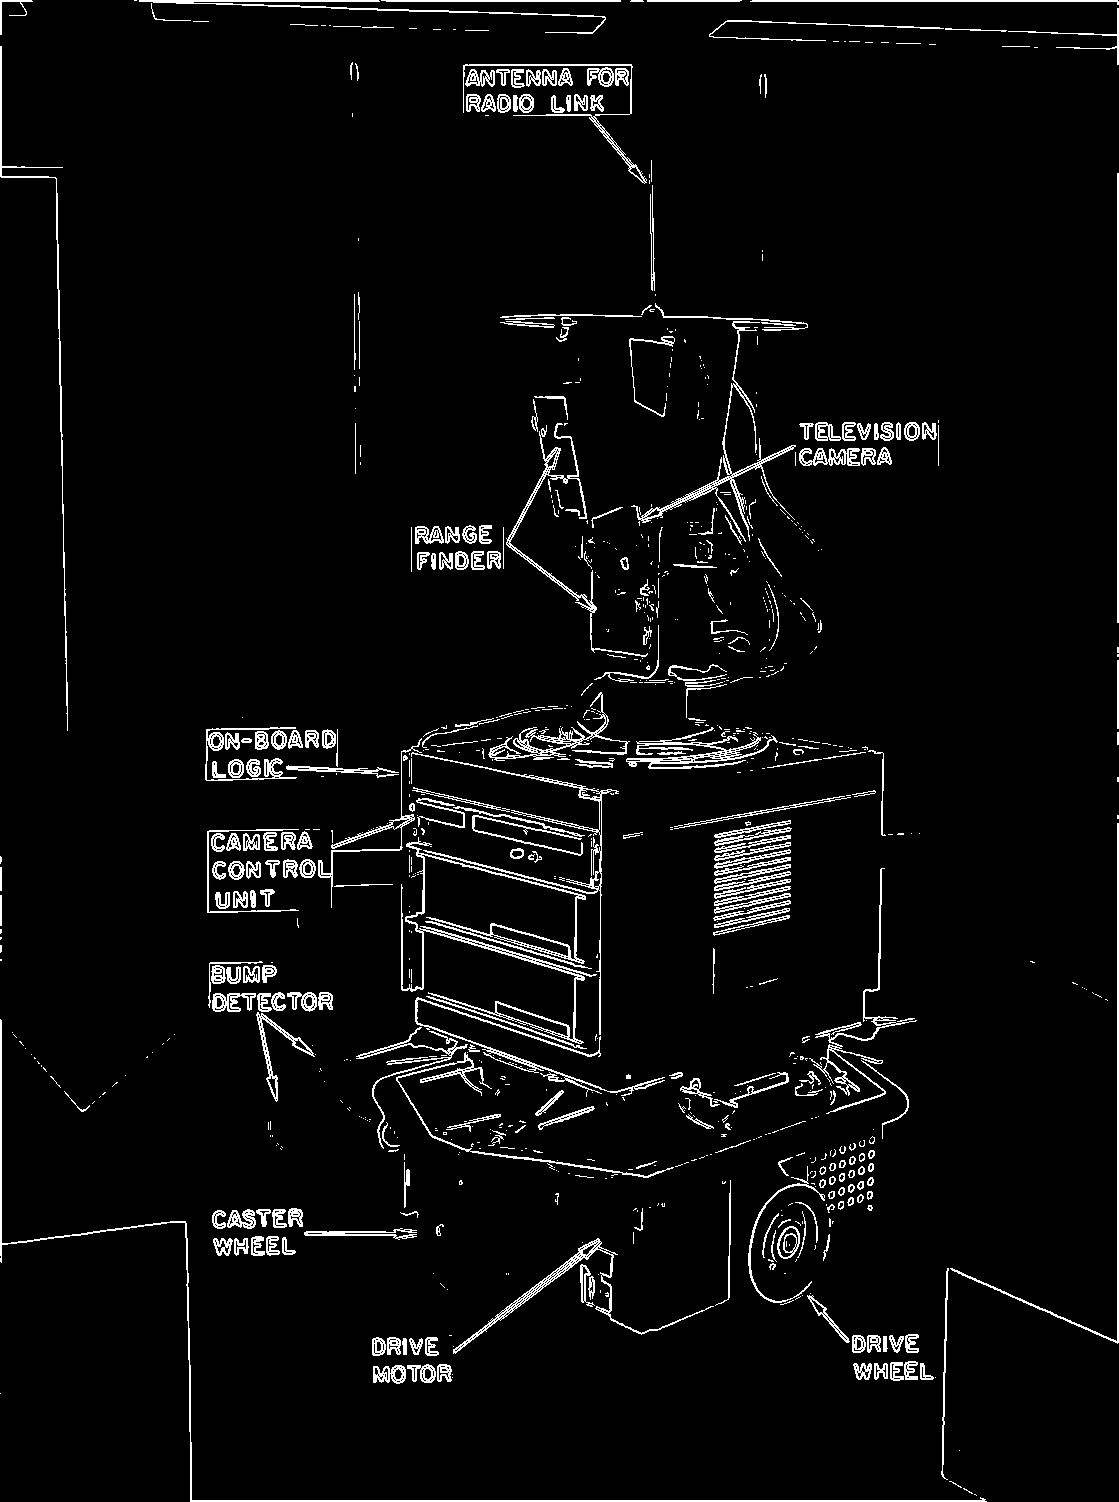 ANTENNA FOR
RADIO LINK
TELEVISION
CAMERA
RANGE
FINDER
ON-BOARD
LOGIC
CAMERA
CONTROL
UNIT
BUMP
DETECTOR
CASTER
WHEEL
DRIVE
MOTOR
DRIVE
WHEEL